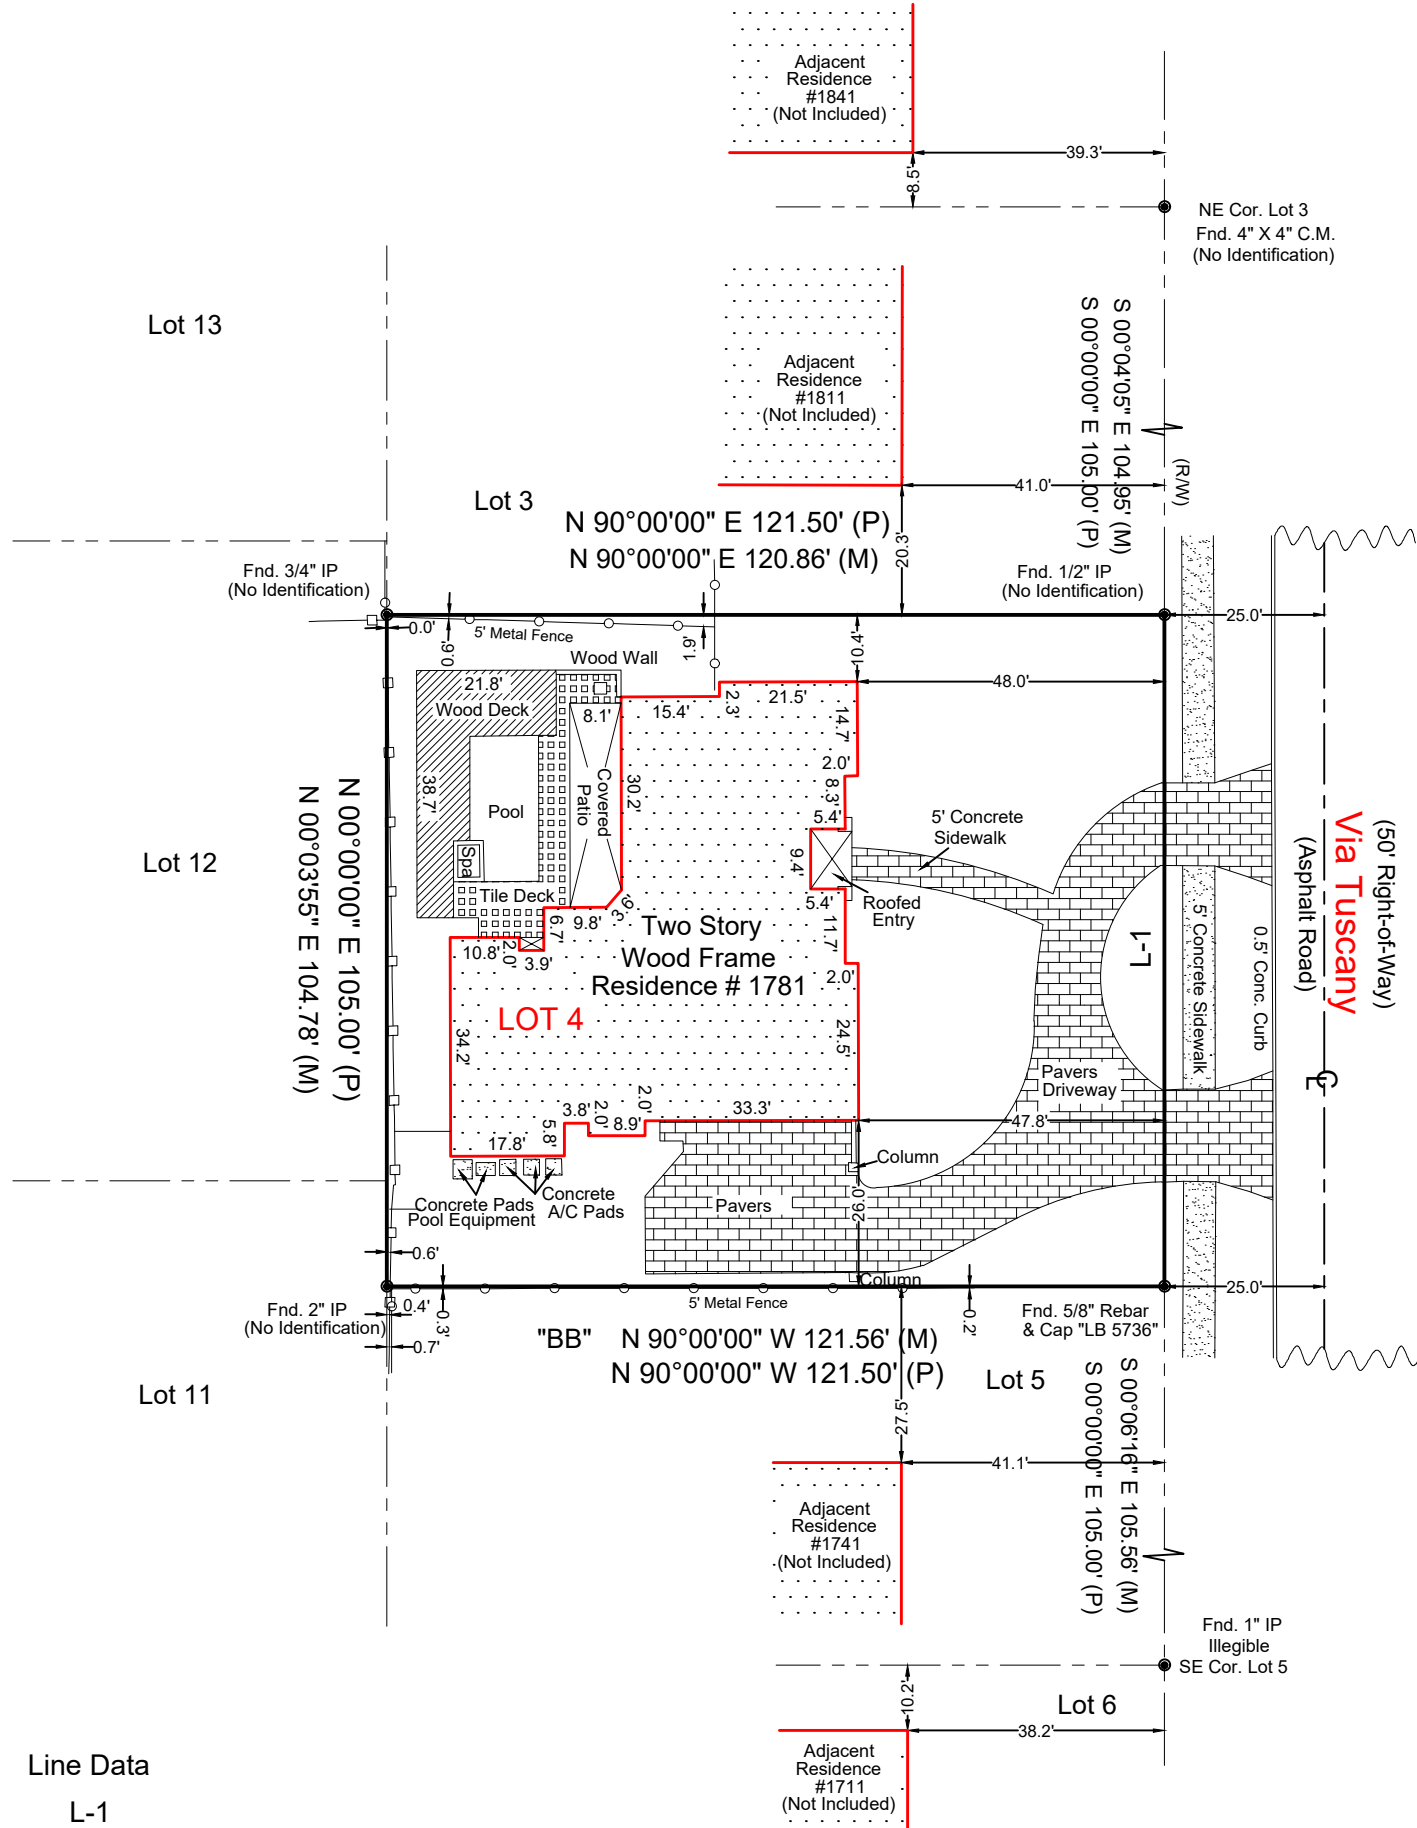 Adjacent
Residence
#1841
(Not Included)
39.3'
8.5'
NE Cor. Lot 3
Fnd. 4" X 4" C.M.
(No Identification)
Lot 13
Adjacent
Residence
#1811
(Not Included)
S 00°04'05" E 104.95' (M)
S 00°00'00" E 105.00' (P)
(R/W)
41.0'
Lot 3
N 90°00'00" E 121.50' (P)
N 90°00'00" E 120.86' (M)
20.3'
Fnd. 3/4" IP
(No Identification)
Fnd. 1/2" IP
(No Identification)
25.0'
0.0'
0.6'
5' Metal Fence
1.9'
10.4'
Wood Wall
21.8'
Wood Deck
48.0'
15.4'
2.3'
21.5'
14.7'
8.1'
2.0'
8.3'
38.7'
Pool
Covered
Patio
30.2'
5.4'
5' Concrete
Sidewalk
9.4'
Spa
Tile Deck
5.4'
Roofed
Entry
9.8'
3.6'
6.7'
11.7'
N 00°00'00" E 105.00' (P)
N 00°03'55" E 104.78' (M)
Lot 12
Two Story
Wood Frame
Residence # 1781
10.8'
2.0'
3.9'
2.0'
LOT 4
L-1
5' Concrete Sidewalk
0.5' Conc. Curb
(50' Right-of-Way)
Via Tuscany
(Asphalt Road)
CL
34.2'
24.5'
Pavers
Driveway
3.8'
2.0'
8.9'
2.0'
33.3'
47.8'
17.8'
5.8'
Column
Concrete Pads
Pool Equipment
Concrete
A/C Pads
Pavers
26.0'
0.6'
Column
25.0'
Fnd. 2" IP
(No Identification)
0.4'
0.3'
0.7'
5' Metal Fence
0.2'
Fnd. 5/8" Rebar
& Cap "LB 5736"
"BB" N 90°00'00" W 121.56' (M)
N 90°00'00" W 121.50' (P)
Lot 11
Lot 5
27.5'
S 00°06'16" E 105.56' (M)
S 00°00'00" E 105.00' (P)
41.1'
Adjacent
Residence
#1741
(Not Included)
Fnd. 1" IP
Illegible
SE Cor. Lot 5
10.2'
Lot 6
38.2'
Adjacent
Residence
#1711
(Not Included)
Line Data
L-1